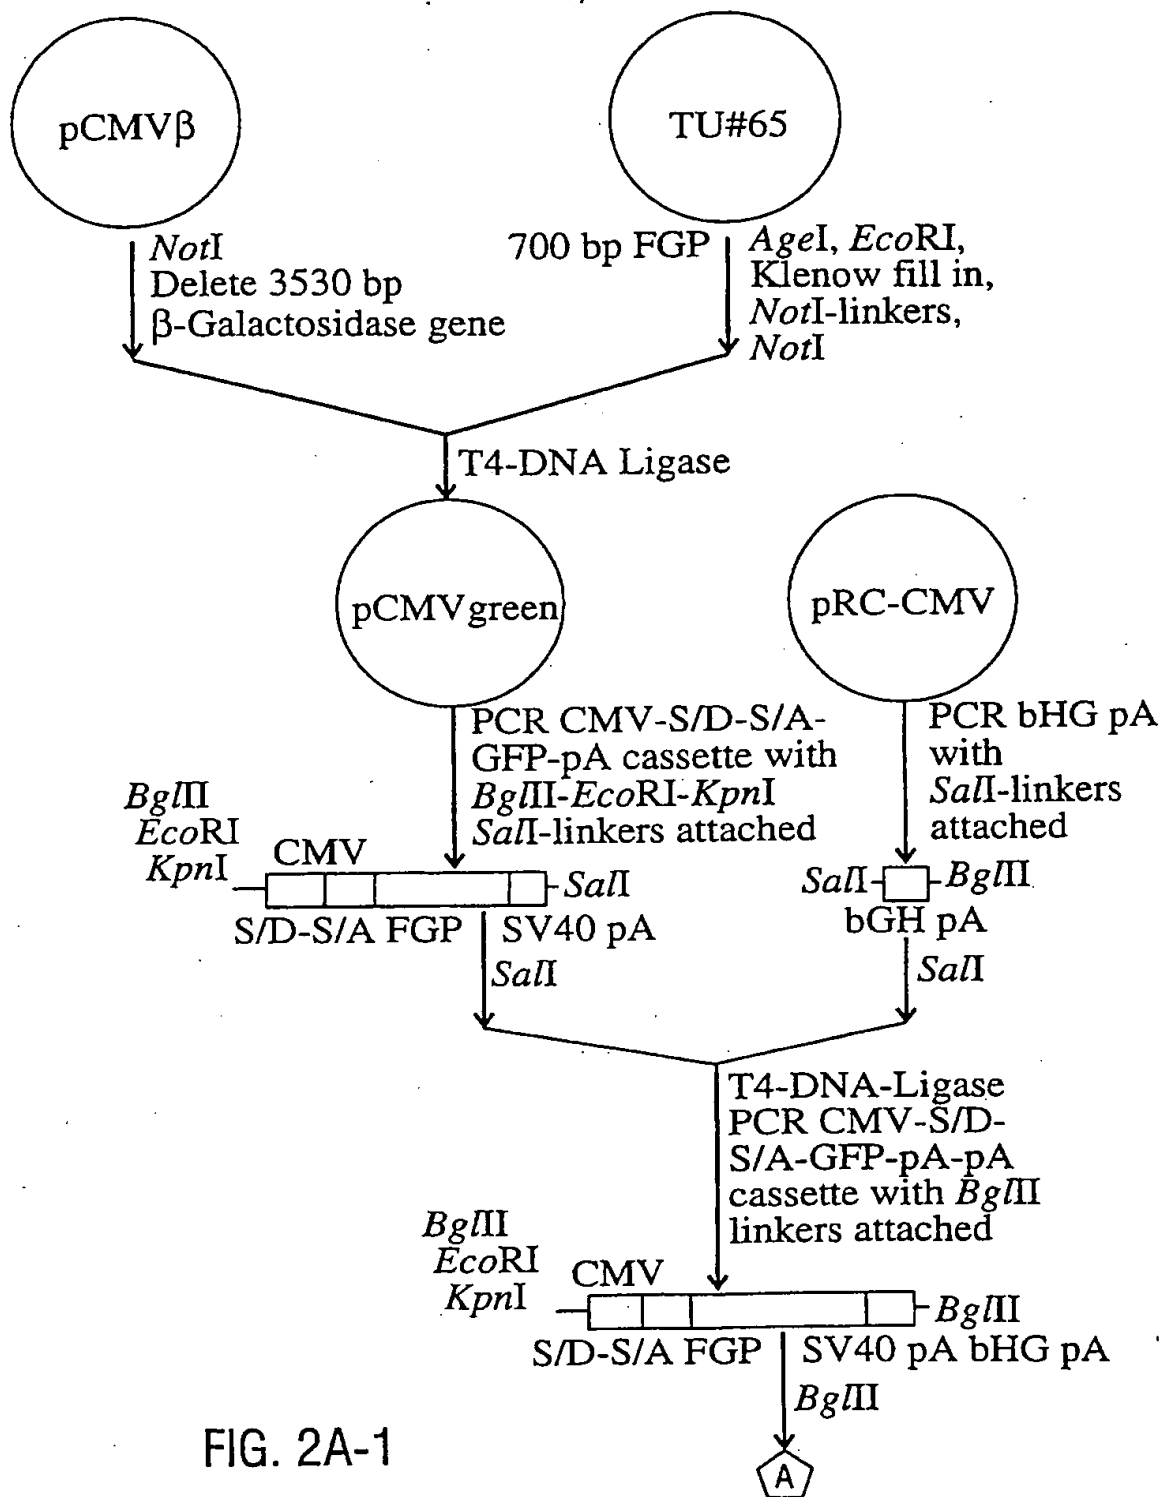 pCMVβ
TU#65
NotI
Delete 3530 bp
β-Galactosidase gene
700 bp FGP
AgeI, EcoRI,
Klenow fill in,
NotI-linkers,
NotI
T4-DNA Ligase
pCMVgreen
pRC-CMV
PCR CMV-S/D-S/A-
GFP-pA cassette with
BglII-EcoRI-KpnI
SalI-linkers attached
PCR bHG pA
with
SalI-linkers
attached
BglII
EcoRI
KpnI
CMV
SalI
S/D-S/A FGP
SV40 pA
SalI
SalI
BglII
bGH pA
SalI
T4-DNA-Ligase
PCR CMV-S/D-
S/A-GFP-pA-pA
cassette with BglII
linkers attached
BglII
EcoRI
KpnI
CMV
BglII
S/D-S/A FGP
SV40 pA bHG pA
BglII
A
FIG. 2A-1